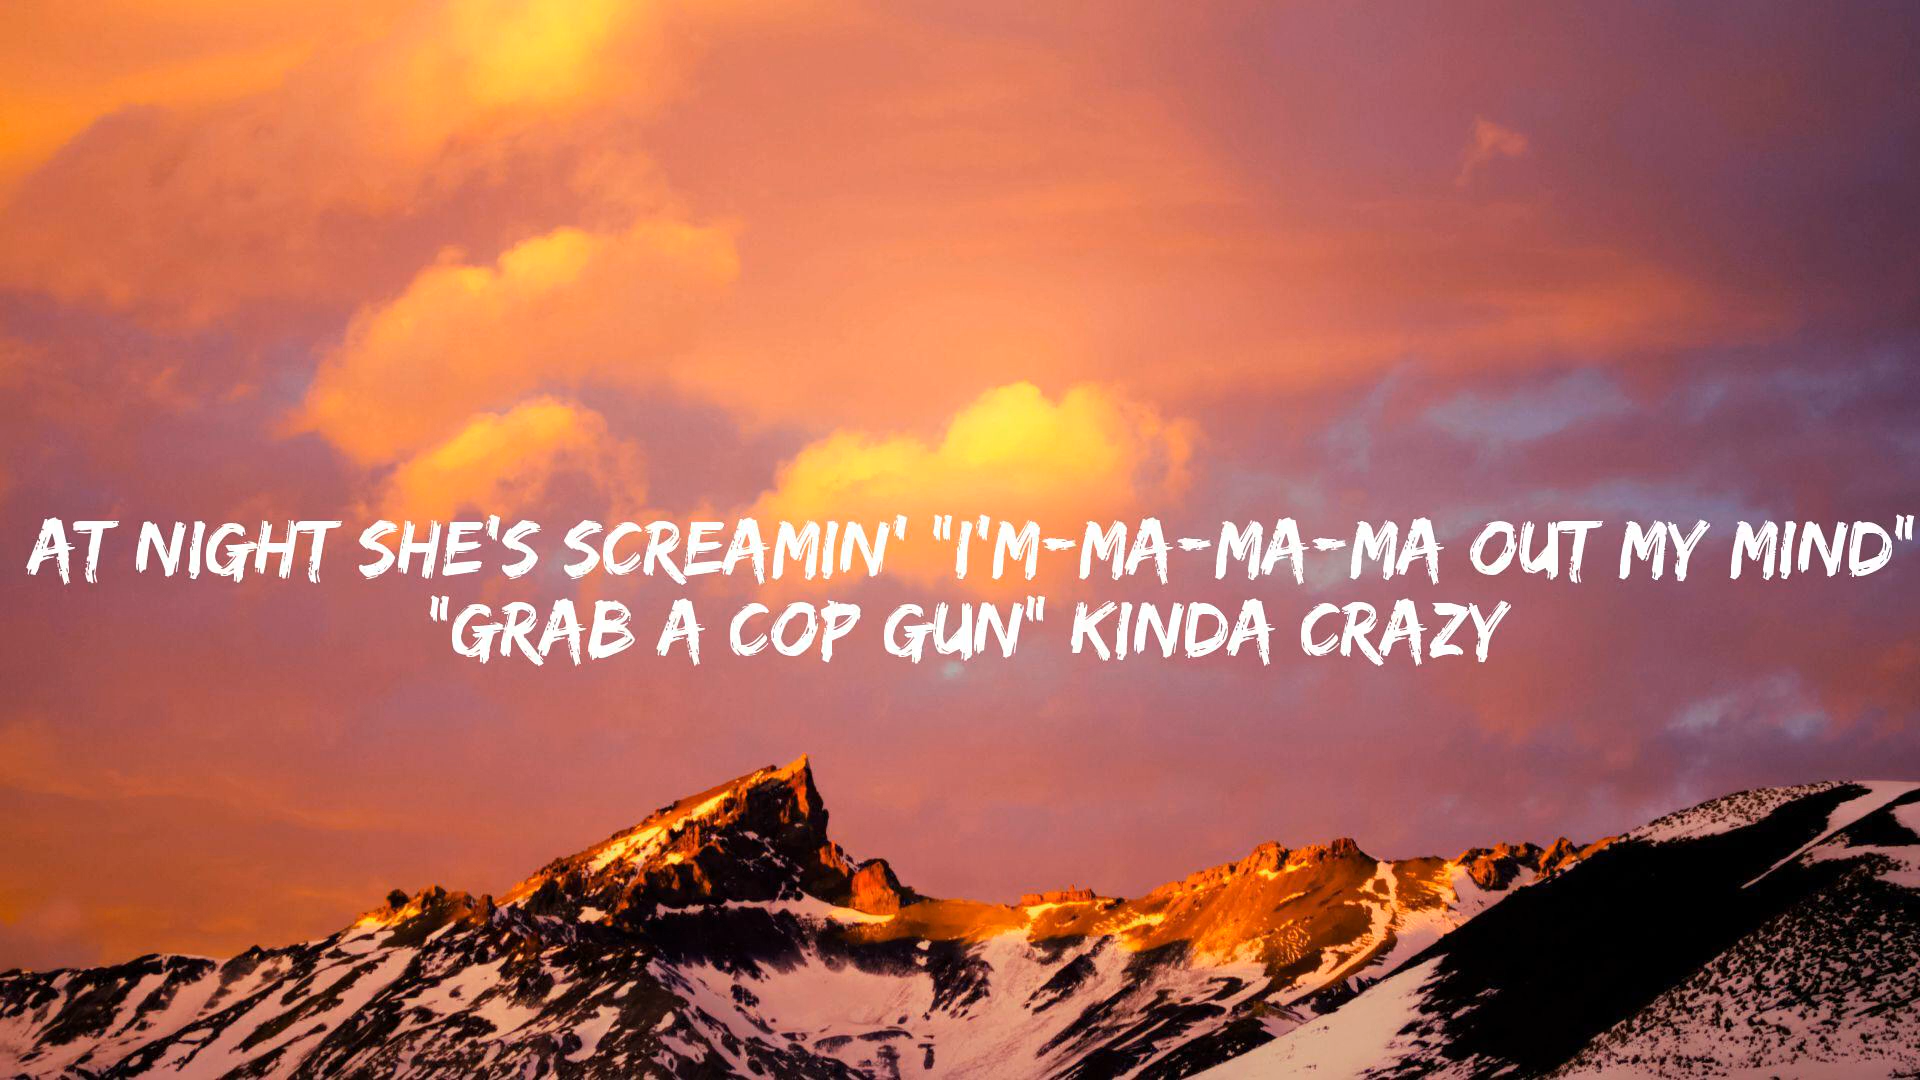 AT NIGHT SHE'S SCREAMIN' "I'M-MA-MA-MA OUT MY MIND"
"GRAB A COP GUN" KINDA CRAZY